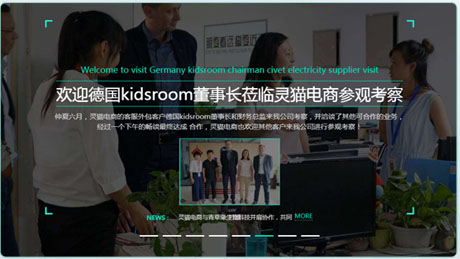 Welcome to visit Germany kidsroom chairman civet electricity supplier visit
欢迎德国kidsroom董事长莅临灵猫电商参观考察
仲夏六月，灵猫电商的客服外包客户德国kidsroom董事长和财务总监来我公司考察，并洽谈了其他可合作的业务，
经过一个下午的畅谈最终达成 合作，灵猫电商也欢迎其他客户来我公司进行参观考察！
NEWS： 灵猫电商与青草 科技开启协作，共同 MORE